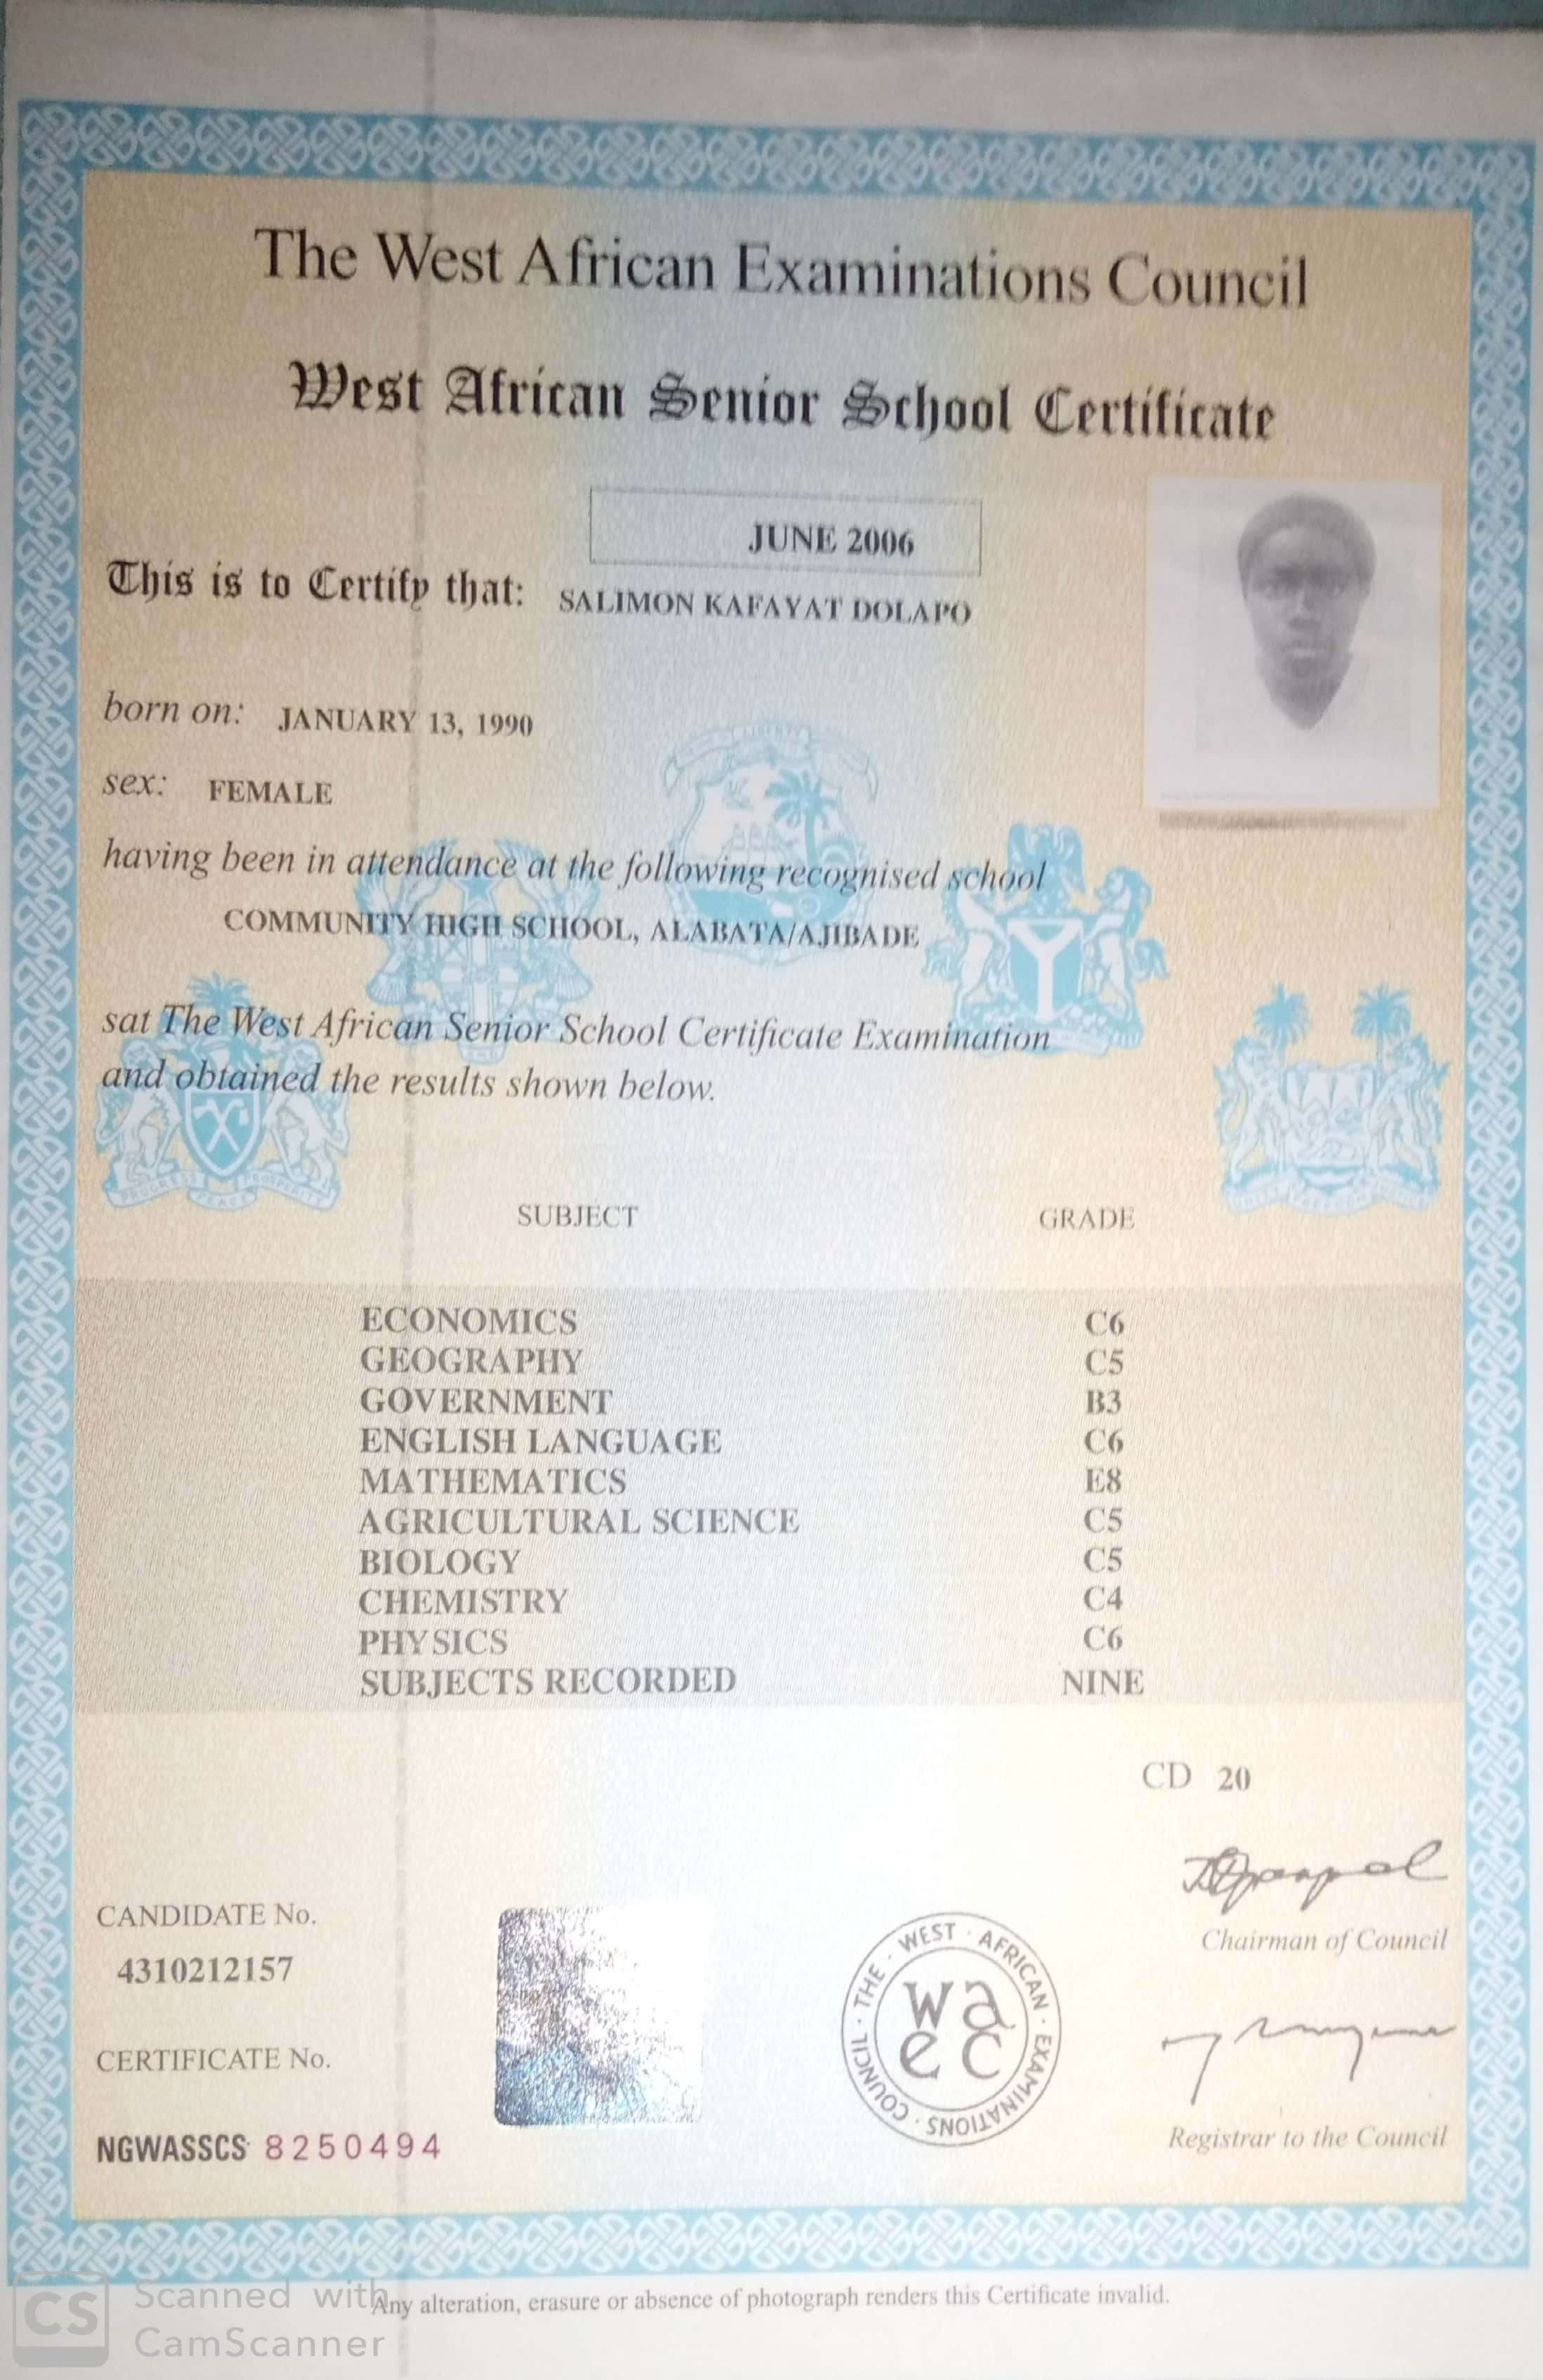 The West African Examinations Council
West African Senior School Certificate
JUNE 2006
This is to Certify that: SALIMON KAFAYAT DOLAPO
born on: JANUARY 13, 1990
sex: FEMALE
having been in attendance at the following recognised school
COMMUNITY HIGH SCHOOL, ALABATA/AJIBADE
sat The West African Senior School Certificate Examination
and obtained the results shown below.
PROGRESS PEACE PROSPERITY
SUBJECT GRADE
ECONOMICS C6
GEOGRAPHY C5
GOVERNMENT B3
ENGLISH LANGUAGE C6
MATHEMATICS E8
AGRICULTURAL SCIENCE C5
BIOLOGY C5
CHEMISTRY C4
PHYSICS C6
SUBJECTS RECORDED NINE
CD 20
CANDIDATE No.
4310212157
Chairman of Council
THE · WEST · AFRICAN · EXAMINATIONS · COUNCIL ·
wa
ec
CERTIFICATE No.
NGWASSCS 8250494
Registrar to the Council
Any alteration, erasure or absence of photograph renders this Certificate invalid.
CS
Scanned with
CamScanner